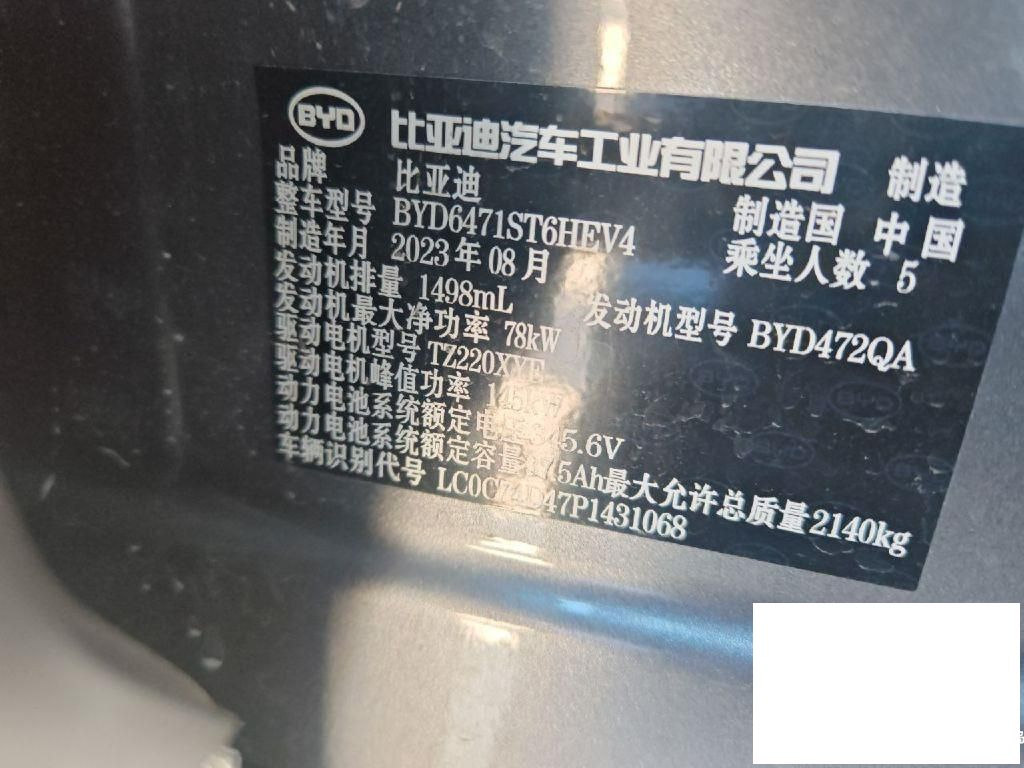 BYD 比亚迪汽车工业有限公司 制造
品牌 比亚迪 制造国 中国
整车型号 BYD6471ST6HEV4 乘坐人数 5
制造年月 2023年08月
发动机排量 1498mL 发动机型号 BYD472QA
发动机最大净功率 78kW
驱动电机型号 TZ220XYE
驱动电机峰值功率 145kW
动力电池系统额定电压 5.6V
动力电池系统额定容量 5Ah 最大允许总质量 2140kg
车辆识别代号 47P1431068